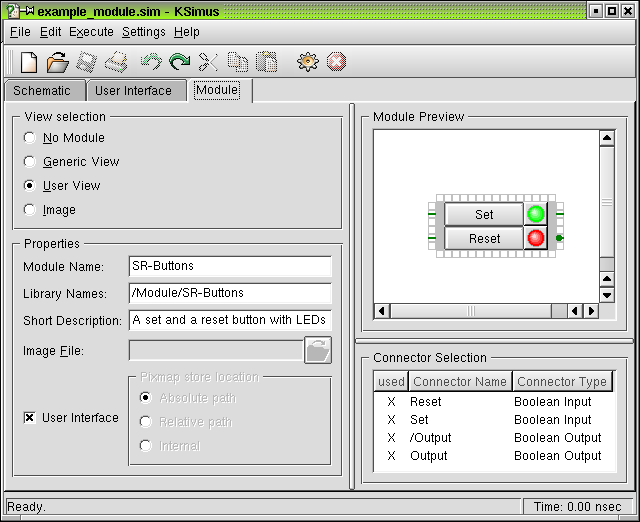 example_module.sim - KSimus
File Edit Execute Settings Help
Schematic User Interface Module
View selection
No Module
Generic View
User View
Image
Properties
Module Name: SR-Buttons
Library Names: /Module/SR-Buttons
Short Description: A set and a reset button with LEDs
Image File:
Pixmap store location
Absolute path
User Interface
Relative path
Internal
Module Preview
Set
Reset
Connector Selection
used Connector Name Connector Type
X Reset Boolean Input
X Set Boolean Input
X /Output Boolean Output
X Output Boolean Output
Ready. Time: 0.00 nsec